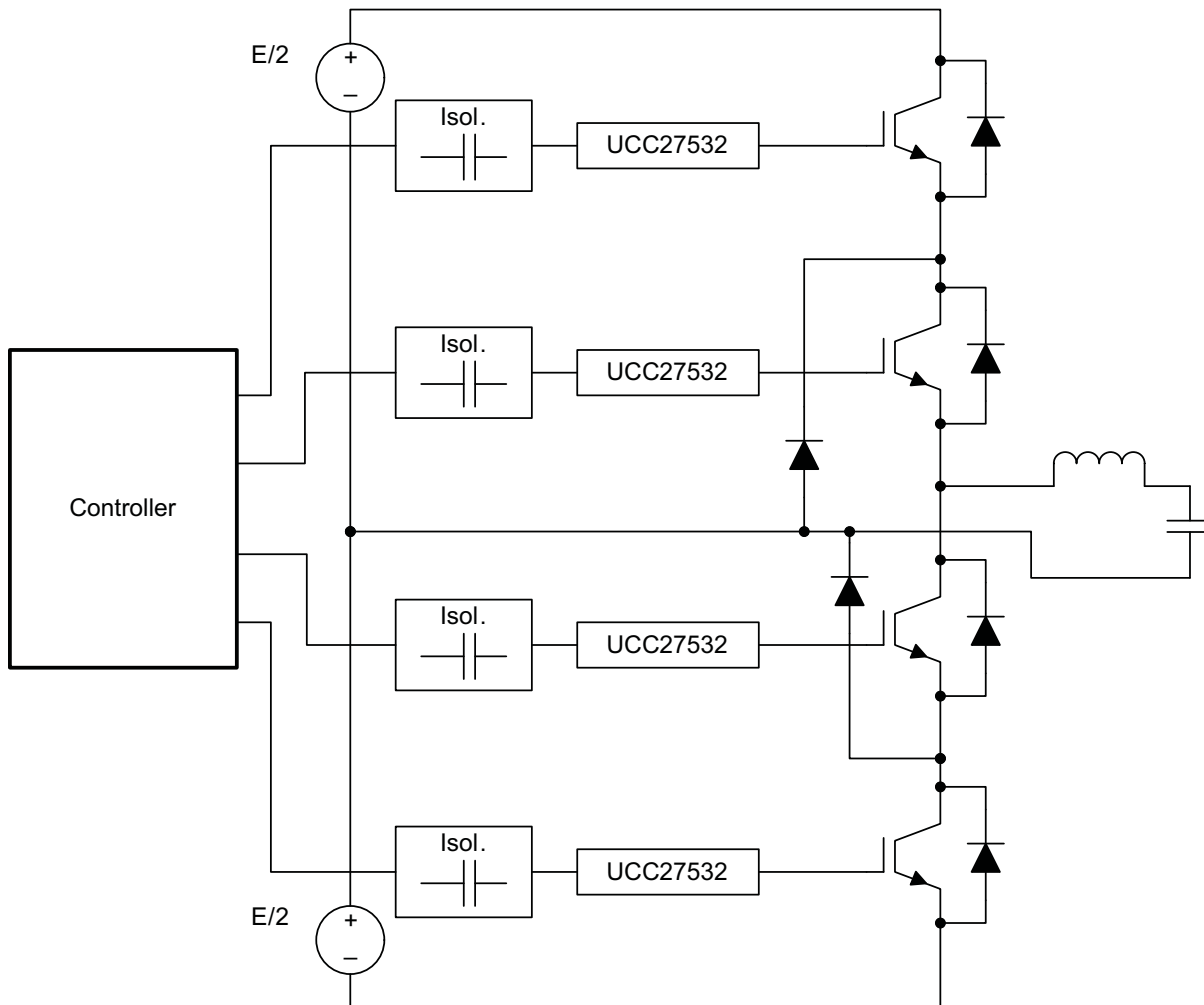 E/2
+
–
Isol.
UCC27532
Isol.
UCC27532
Controller
Isol.
UCC27532
Isol.
UCC27532
E/2
+
–